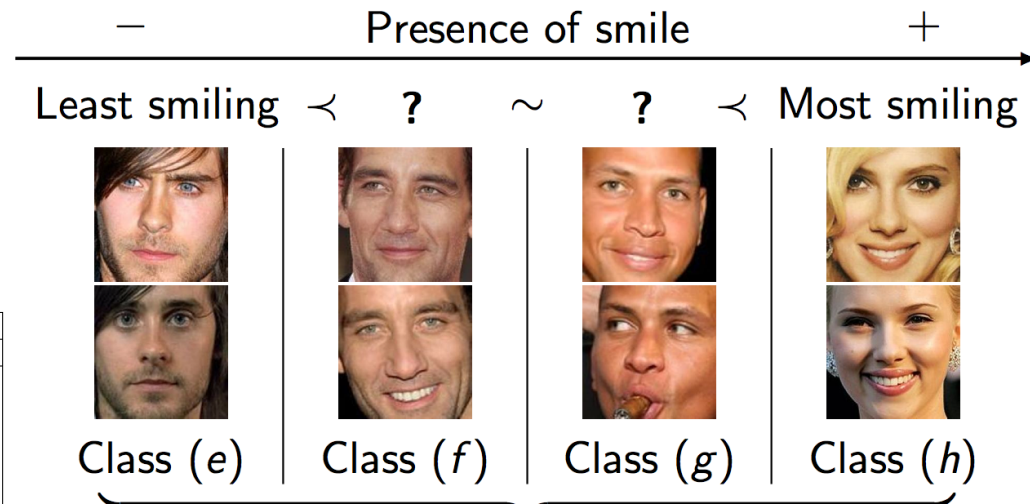 − Presence of smile +
Least smiling ≺ ? ∼ ? ≺ Most smiling
Class (e) Class (f) Class (g) Class (h)